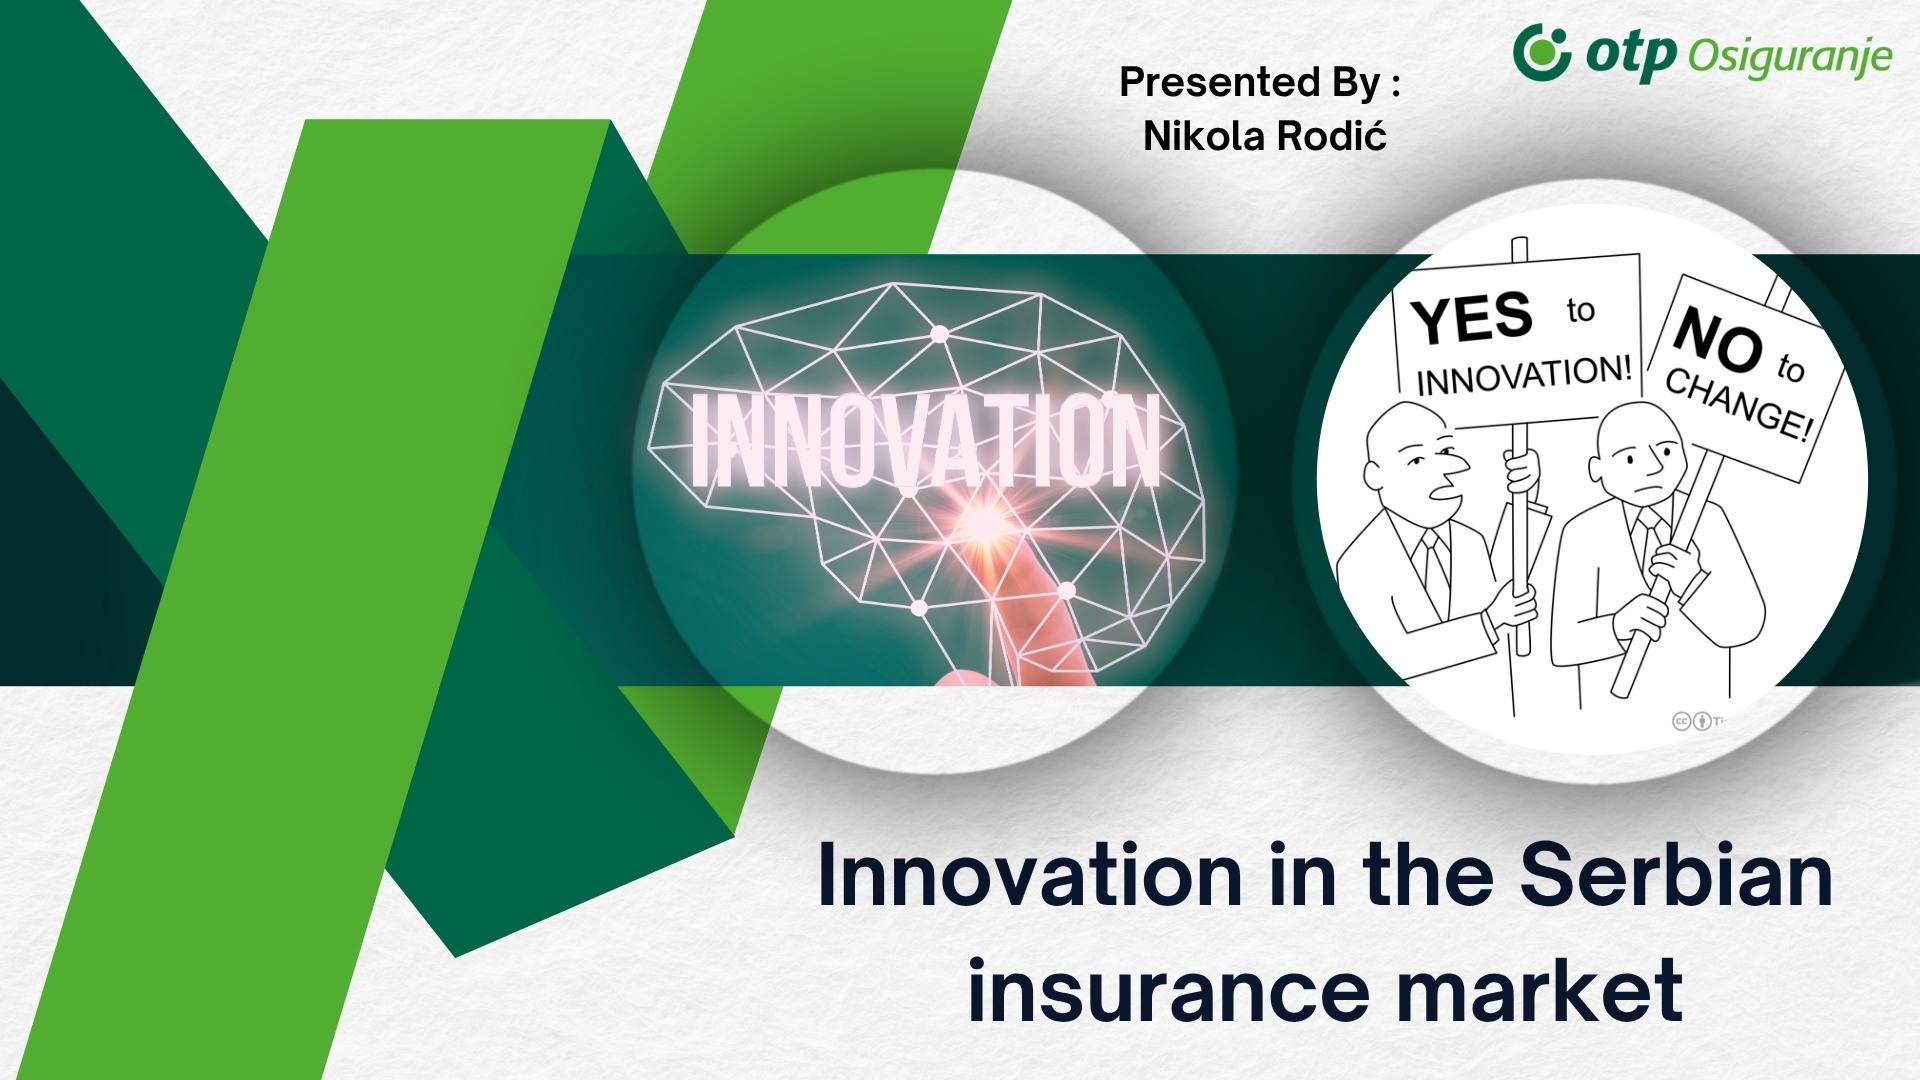 otp Osiguranje
Presented By :
Nikola Rodić
INNOVATION
YES to
INNOVATION!
NO to
CHANGE!
Innovation in the Serbian
insurance market